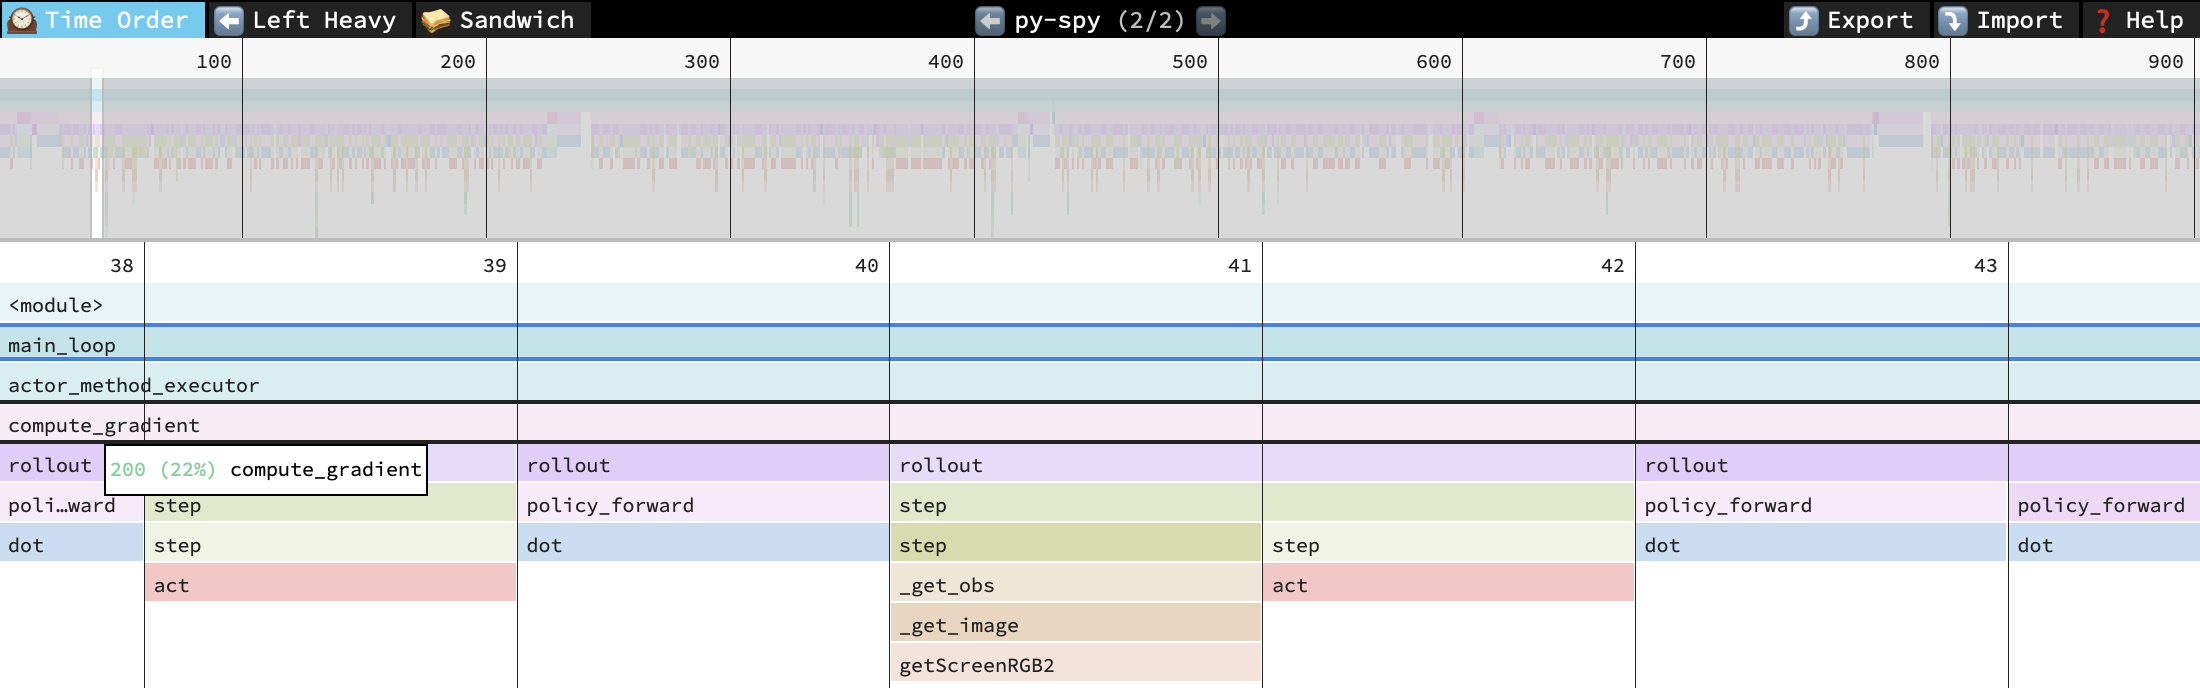 Time Order Left Heavy Sandwich py-spy (2/2) Export Import Help
100 200 300 400 500 600 700 800 900
38 39 40 41 42 43
<module>
main_loop
actor_method_executor
compute_gradient
rollout rollout rollout rollout
200 (22%) compute_gradient
poli…ward step policy_forward step policy_forward policy_forward
dot step dot step step dot dot
act _get_obs act
_get_image
getScreenRGB2